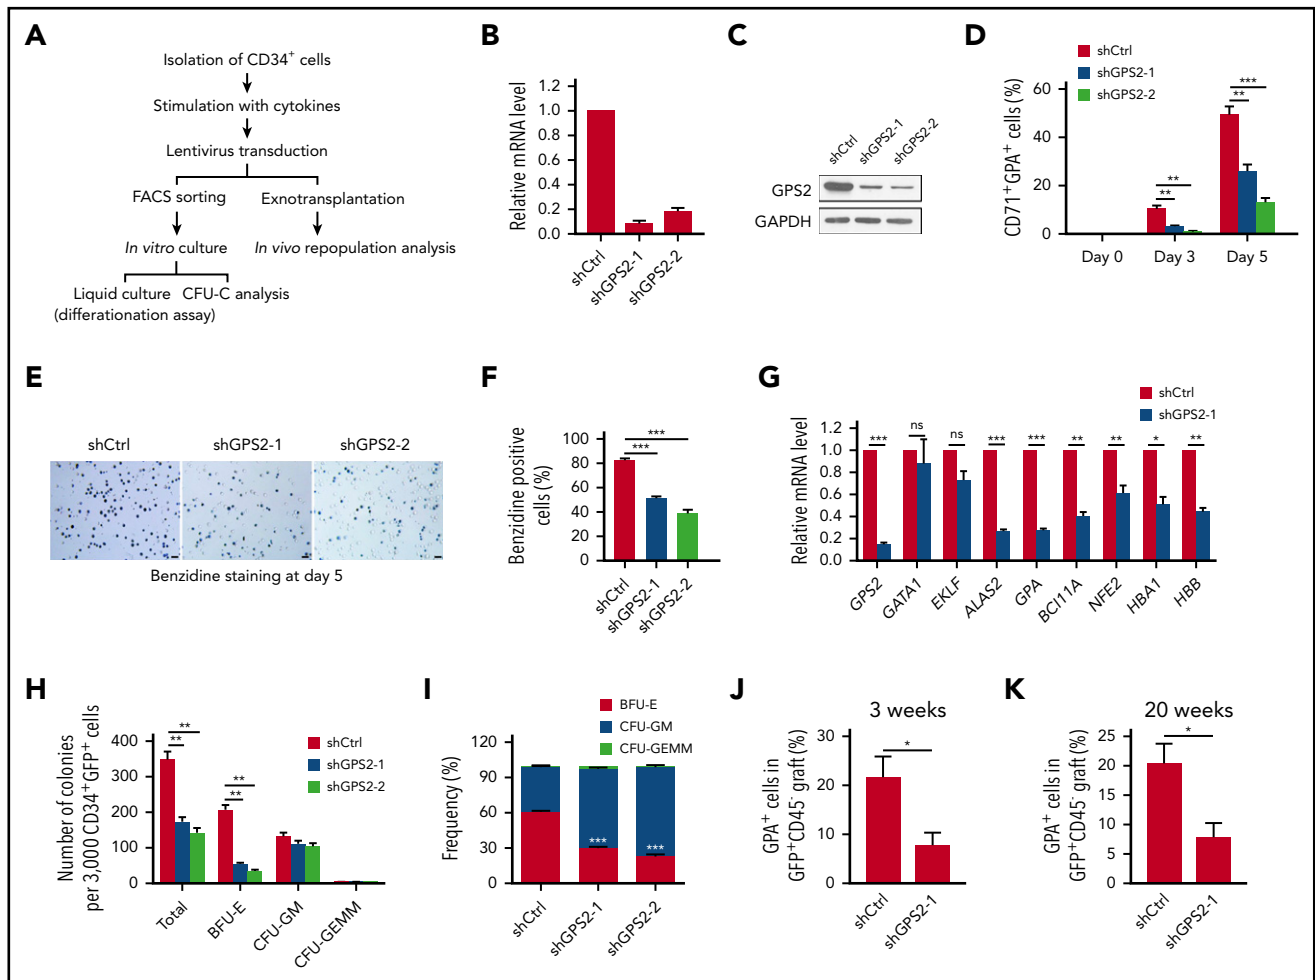 A
Isolation of CD34+ cells
Stimulation with cytokines
Lentivirus transduction
FACS sorting
Exnotransplantation
In vitro culture
In vivo repopulation analysis
Liquid culture
CFU-C analysis
(differationation assay)
B
Relative mRNA level
1.2
1.0
0.8
0.6
0.4
0.2
0.0
shCtrl
shGPS2-1
shGPS2-2
C
shCtrl
shGPS2-1
shGPS2-2
GPS2
GAPDH
D
shCtrl
shGPS2-1
shGPS2-2
CD71+GPA+ cells (%)
60
40
20
0
**
**
***
**
Day 0
Day 3
Day 5
E
shCtrl
shGPS2-1
shGPS2-2
Benzidine staining at day 5
F
Benzidine positive
cells (%)
100
80
60
40
20
0
***
***
shCtrl
shGPS2-1
shGPS2-2
G
shCtrl
shGPS2-1
Relative mRNA level
1.2
1.0
0.8
0.6
0.4
0.2
0.0
***
ns
ns
***
***
**
**
*
**
GPS2
GATA1
EKLF
ALAS2
GPA
BCl11A
NFE2
HBA1
HBB
H
Number of colonies
per 3,000 CD34+GFP+ cells
400
300
200
100
0
**
**
**
**
shCtrl
shGPS2-1
shGPS2-2
Total
BFU-E
CFU-GM
CFU-GEMM
I
BFU-E
CFU-GM
CFU-GEMM
Frequency (%)
120
90
60
30
0
***
***
shCtrl
shGPS2-1
shGPS2-2
J
3 weeks
GPA+ cells in
GFP+CD45- graft (%)
30
20
10
0
*
shCtrl
shGPS2-1
K
20 weeks
GPA+ cells in
GFP+CD45- graft (%)
25
20
15
10
5
0
*
shCtrl
shGPS2-1